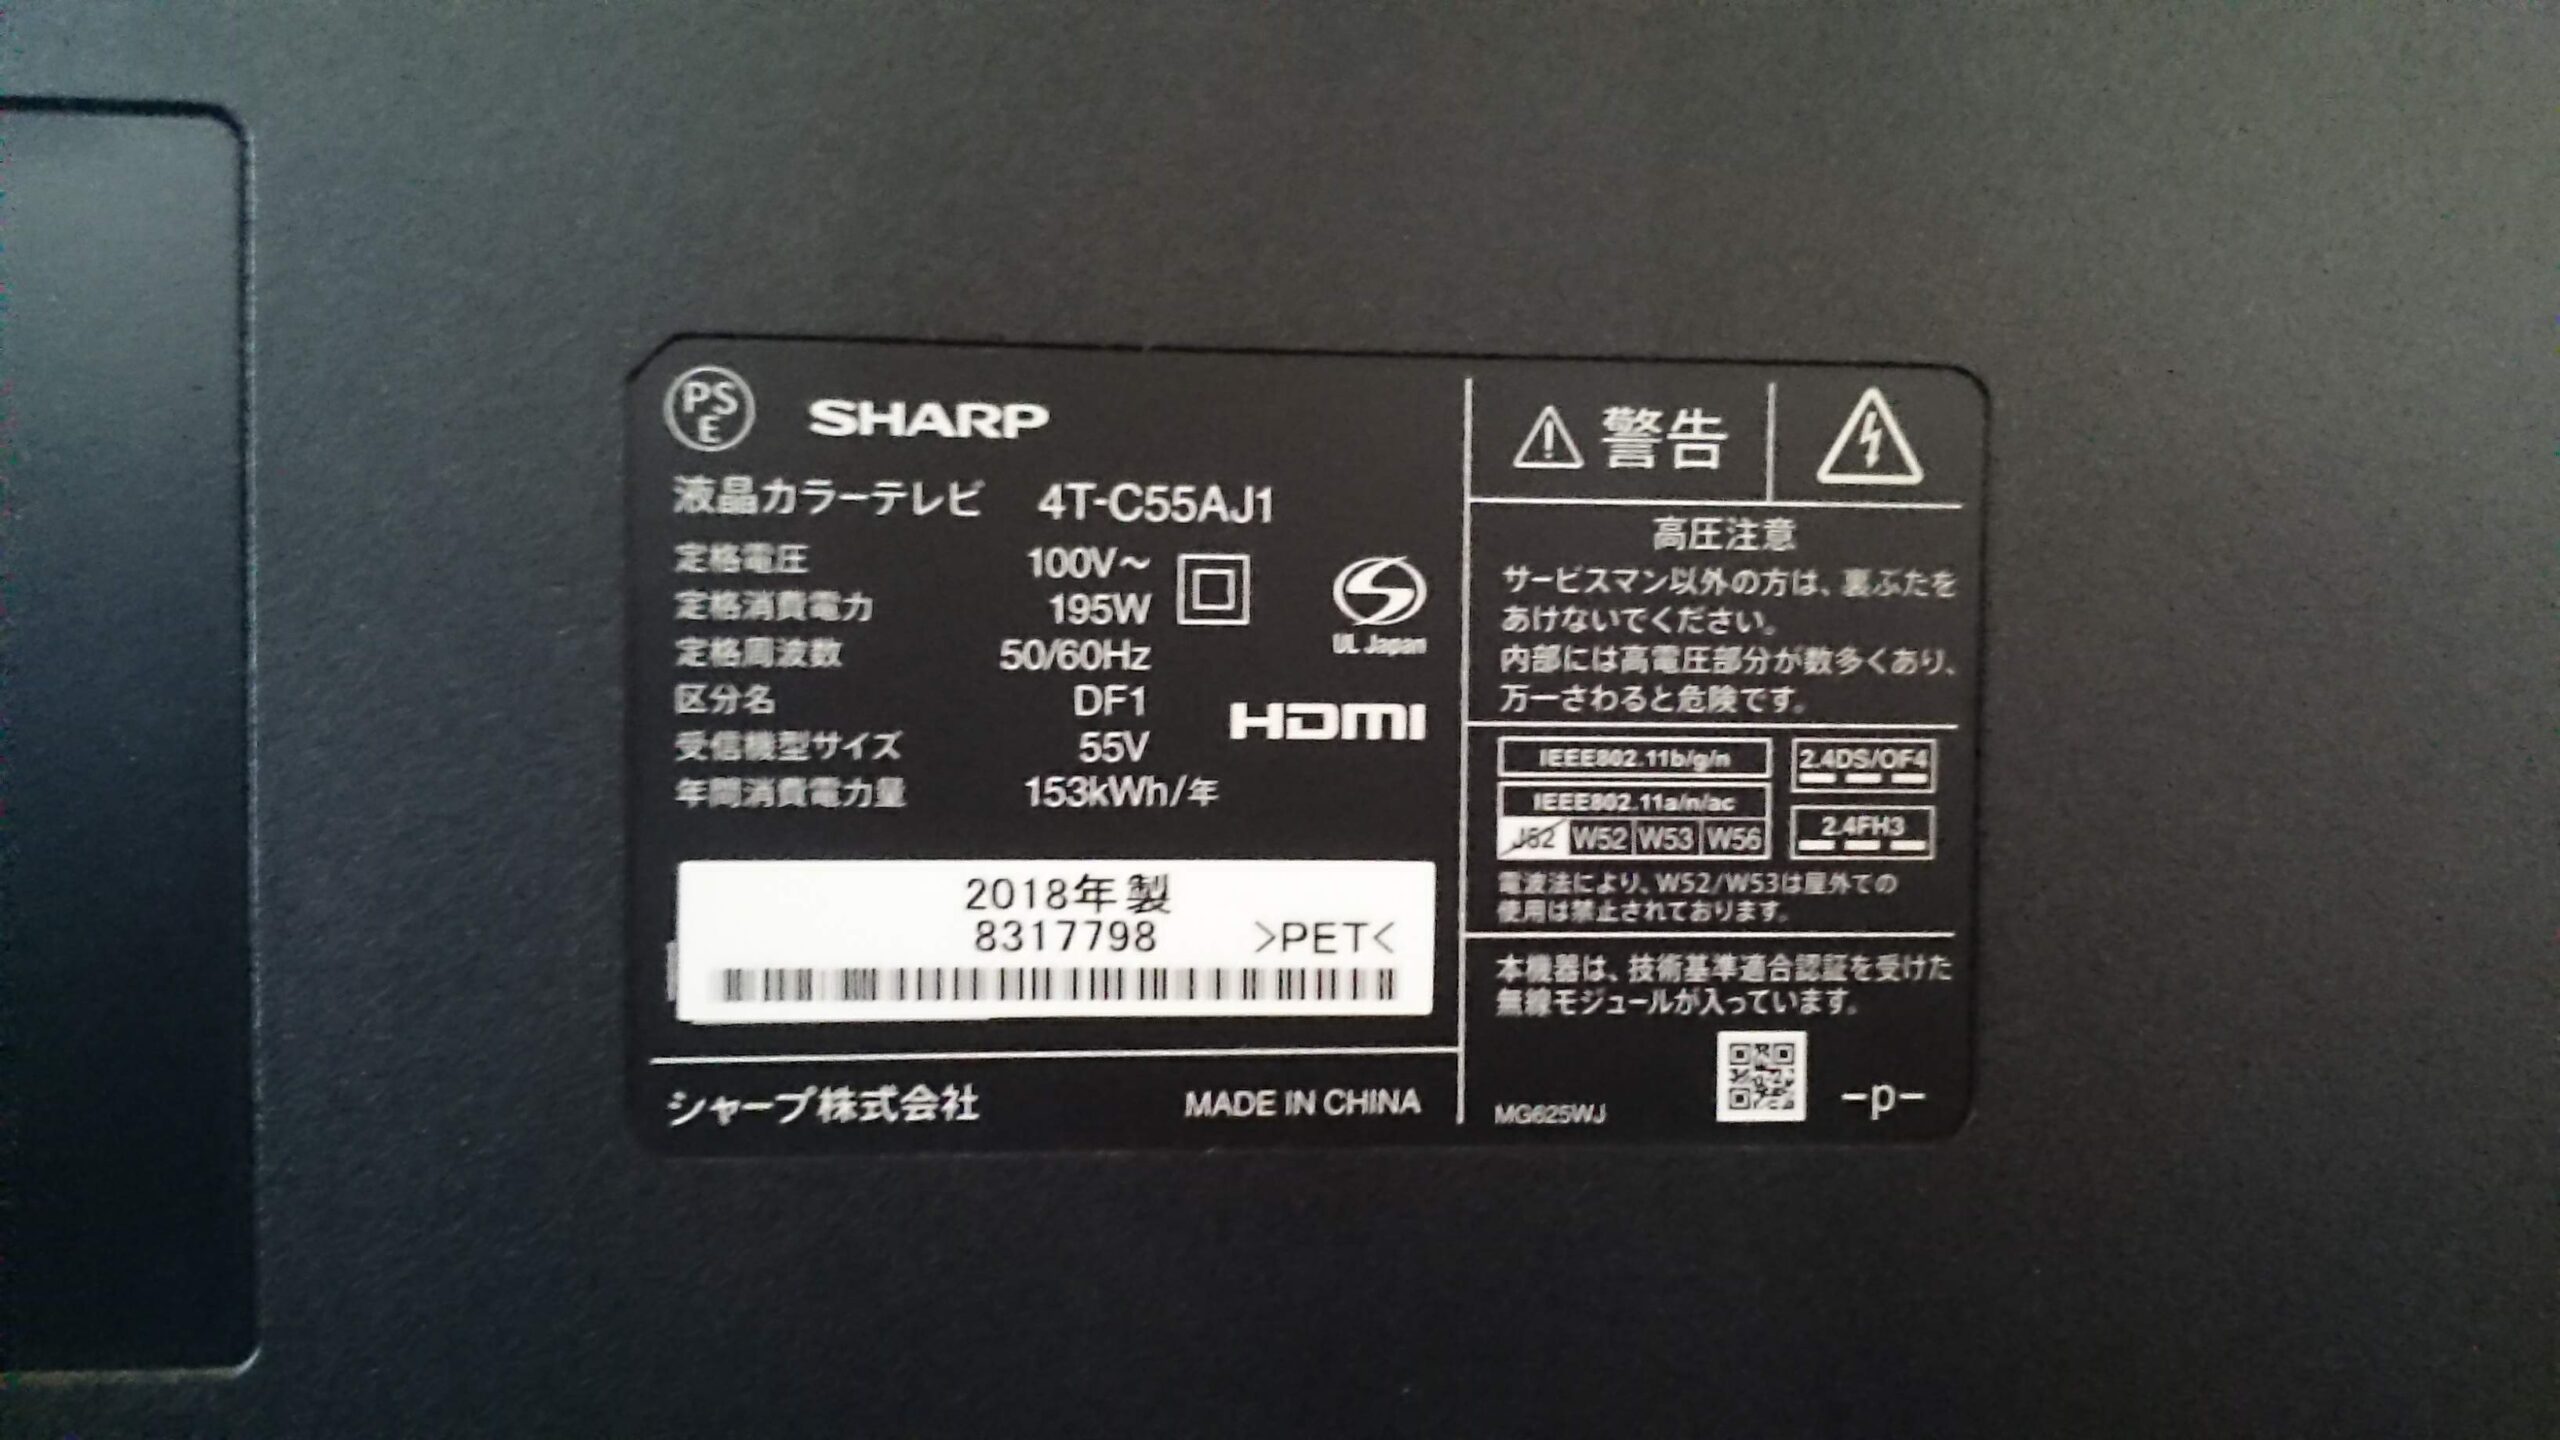 PSE SHARP
液晶カラーテレビ 4T-C55AJ1
定格電圧 100V～
定格消費電力 195W
定格周波数 50/60Hz
区分名 DF1
受信機型サイズ 55V
年間消費電力量 153kWh/年
UL Japan
HDMI
2018年製
8317798 >PET<
シャープ株式会社 MADE IN CHINA
警告
高圧注意
サービスマン以外の方は、裏ぶたを
あけないでください。
内部には高電圧部分が数多くあり、
万一さわると危険です。
IEEE802.11b/g/n 2.4DS/OF4
IEEE802.11a/n/ac
J52 W52 W53 W56 2.4FH3
電波法により、W52/W53は屋外での
使用は禁止されております。
本機器は、技術基準適合認証を受けた
無線モジュールが入っています。
MG625WJ -p-